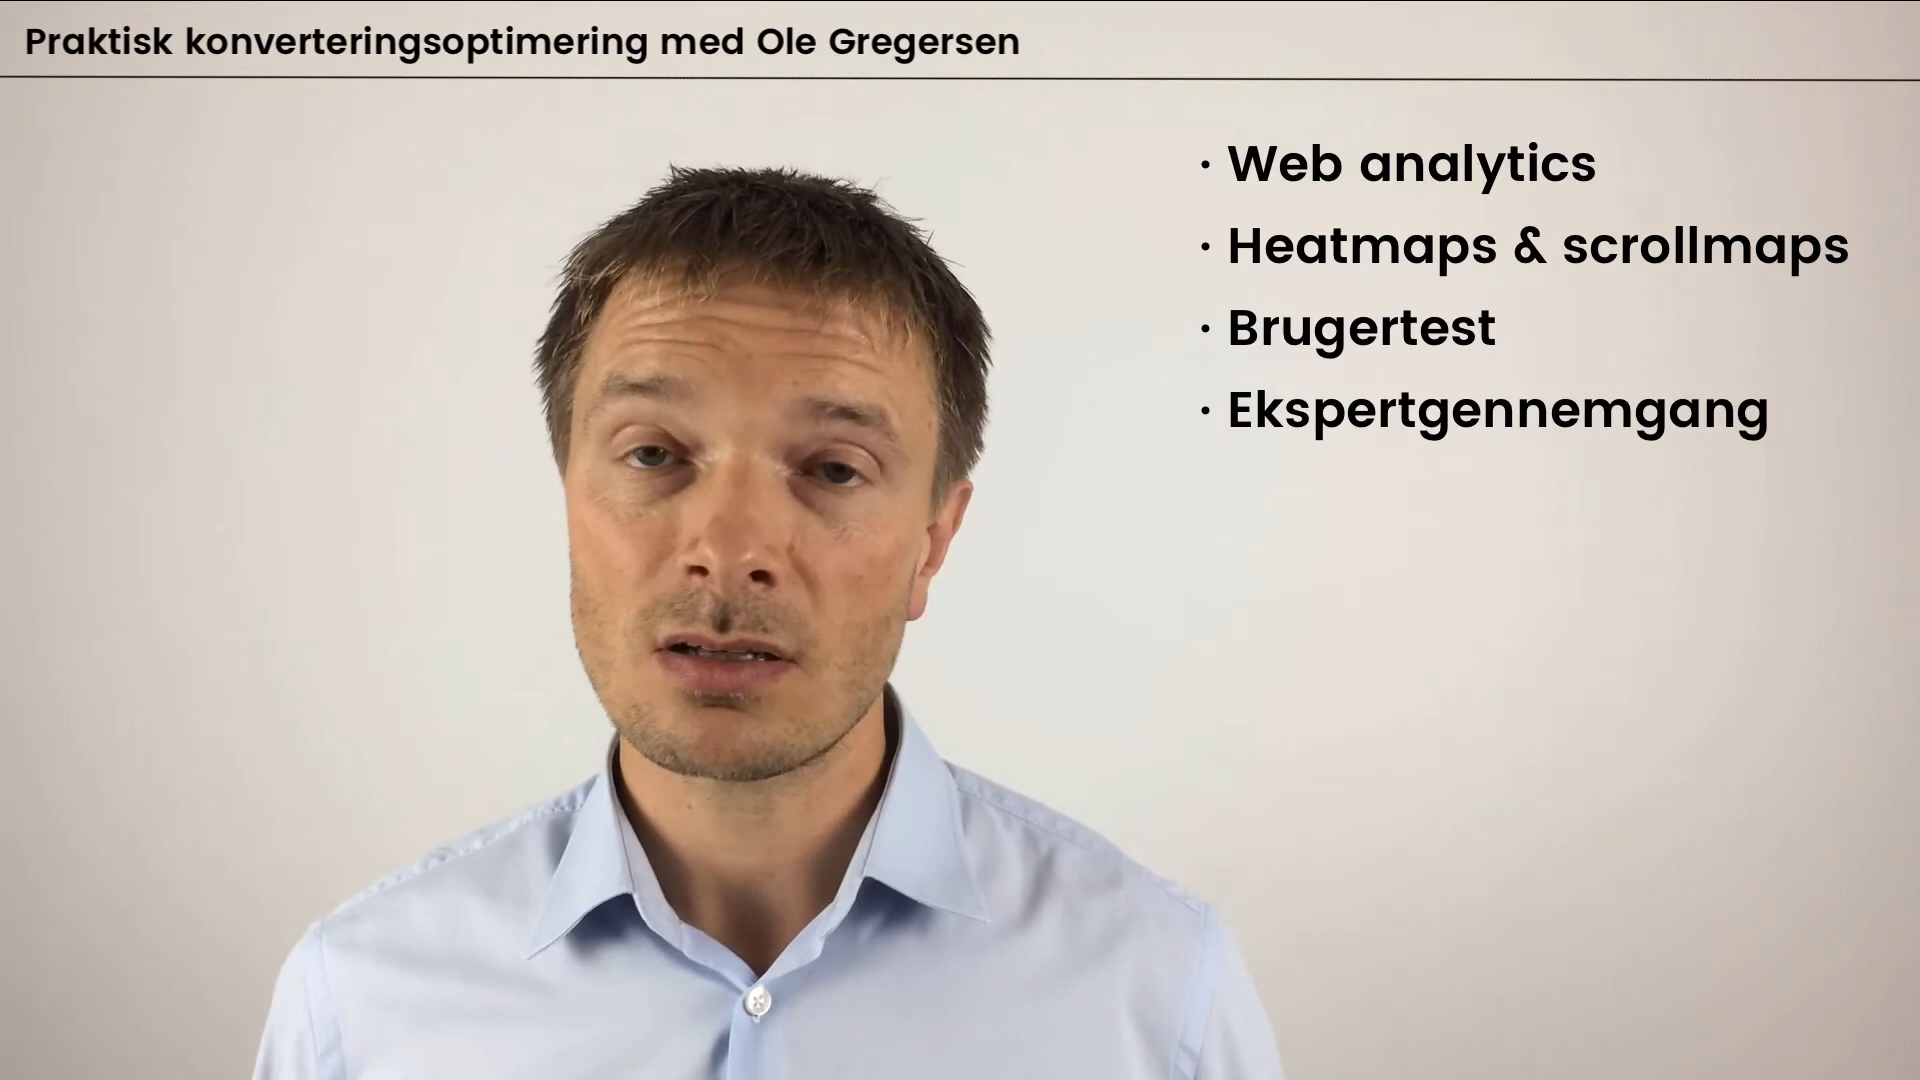 Praktisk konverteringsoptimering med Ole Gregersen
· Web analytics
· Heatmaps & scrollmaps
· Brugertest
· Ekspertgennemgang